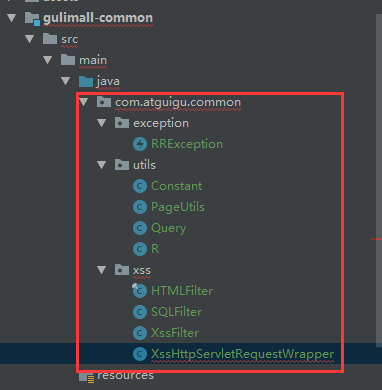 gulimall-common
src
main
java
com.atguigu.common
exception
RRException
utils
Constant
PageUtils
Query
R
xss
HTMLFilter
SQLFilter
XssFilter
XssHttpServletRequestWrapper
resources